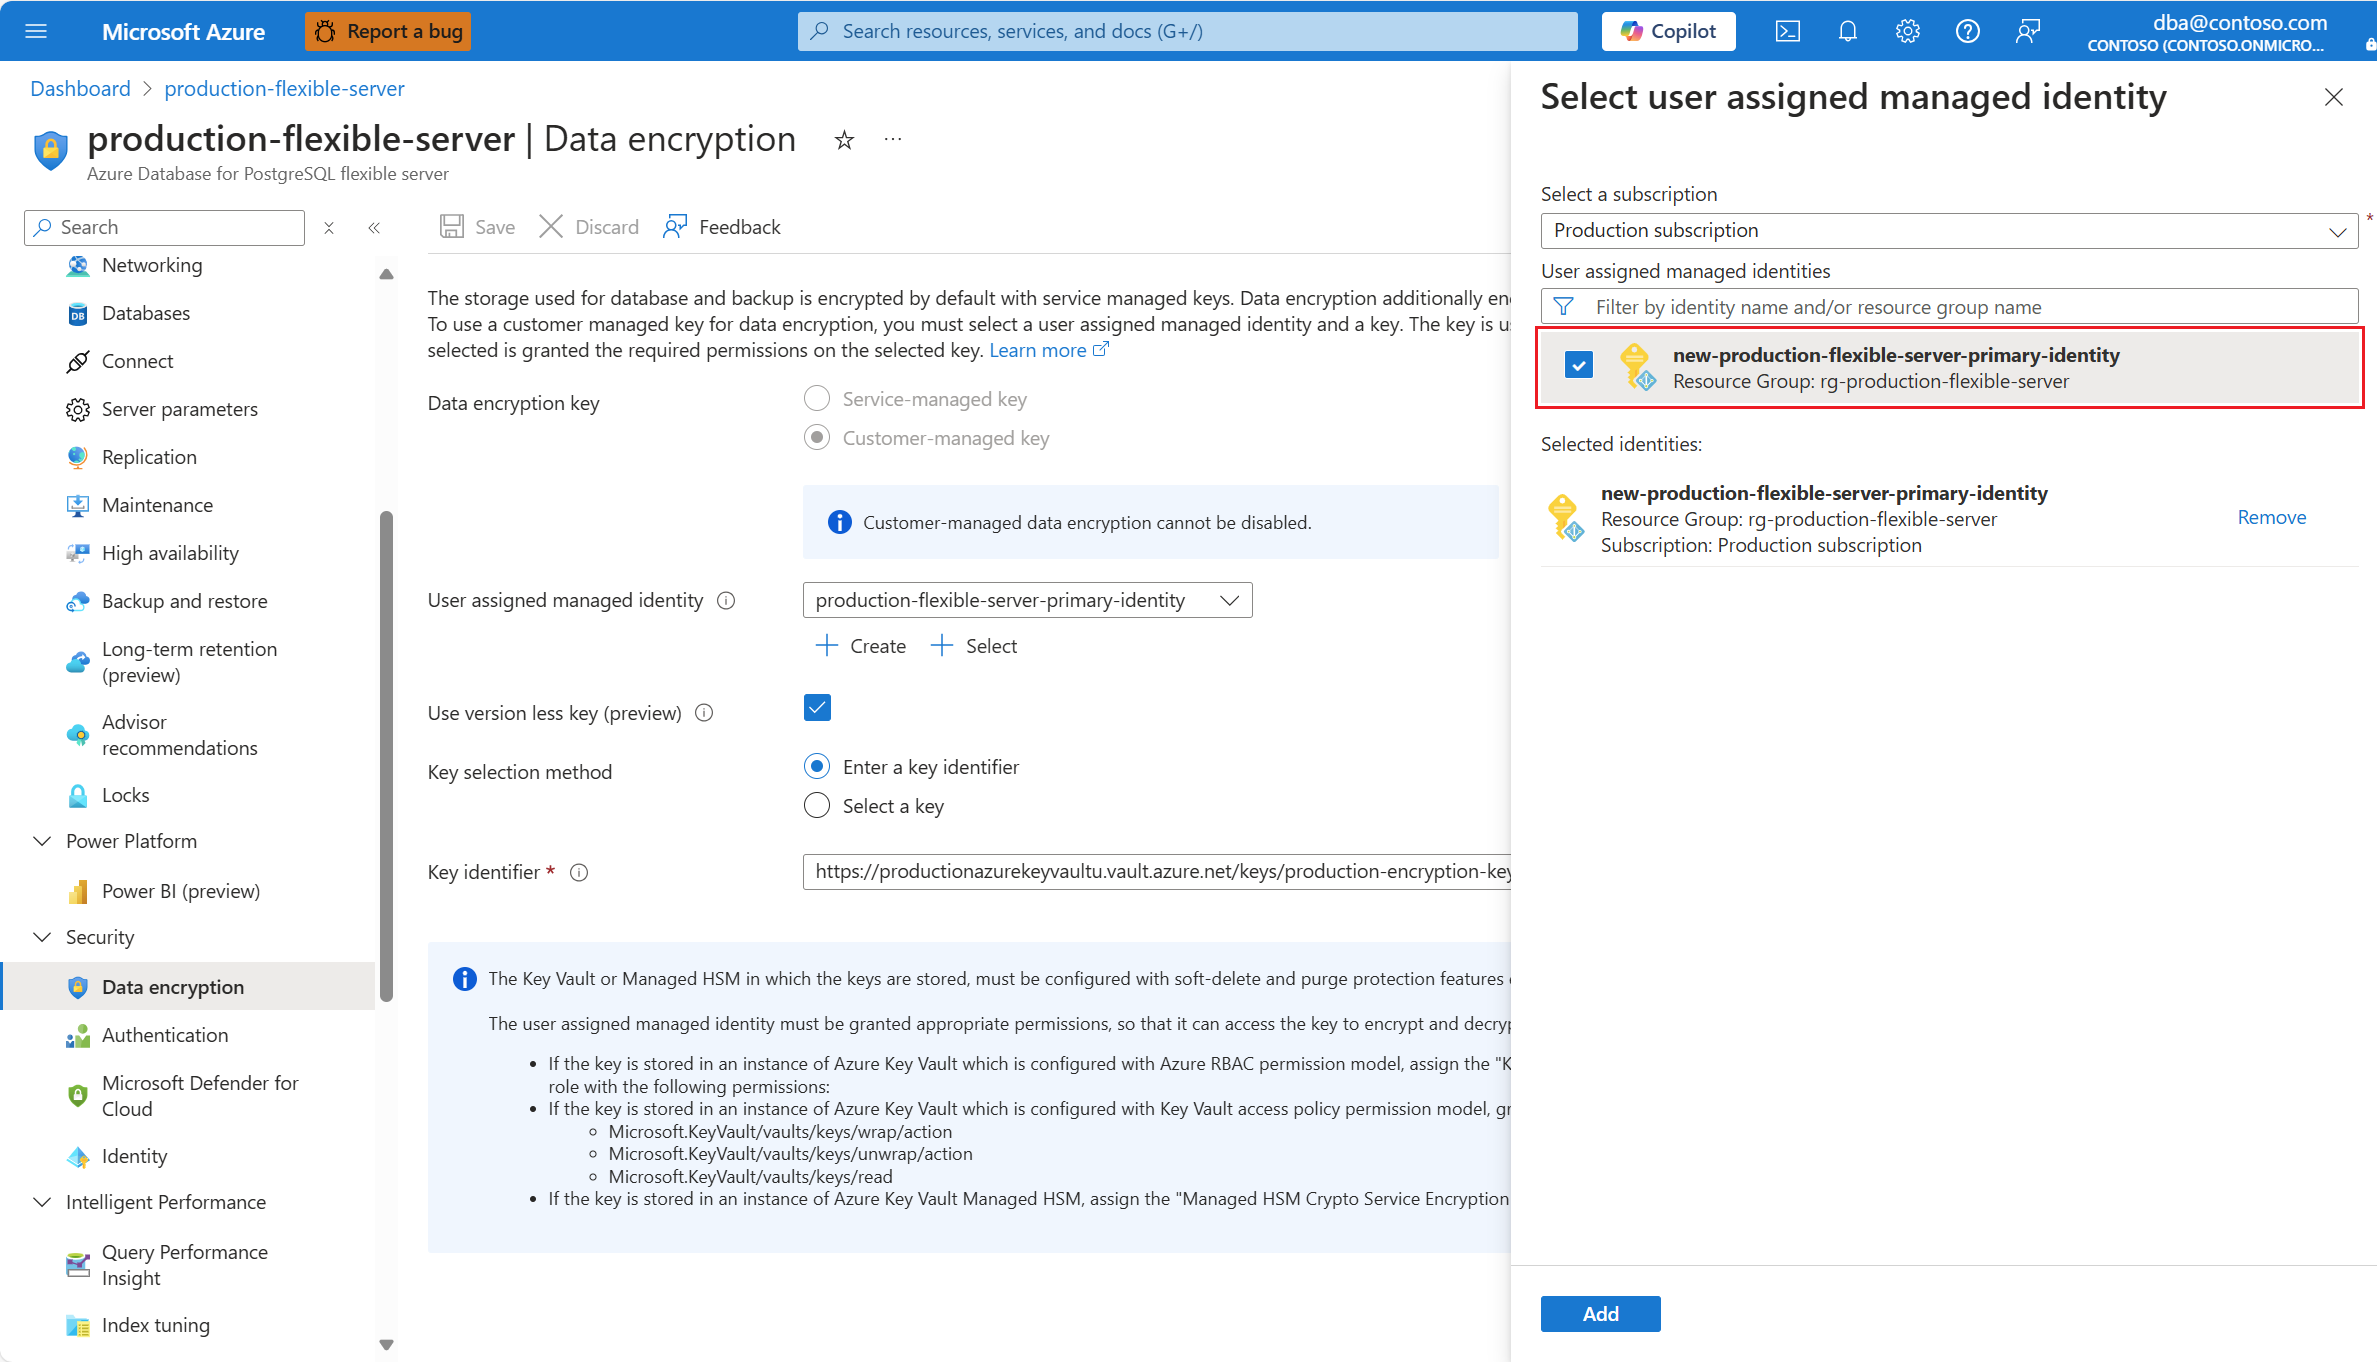 Microsoft Azure
Report a bug
Search resources, services, and docs (G+/)
Copilot
dba@contoso.com
CONTOSO (CONTOSO.ONMICRO...
Dashboard > production-flexible-server
production-flexible-server | Data encryption
Azure Database for PostgreSQL flexible server
Search
Networking
Databases
Connect
Server parameters
Replication
Maintenance
High availability
Backup and restore
Long-term retention
(preview)
Advisor
recommendations
Locks
Power Platform
Power BI (preview)
Security
Data encryption
Authentication
Microsoft Defender for
Cloud
Identity
Intelligent Performance
Query Performance
Insight
Index tuning
Save
Discard
Feedback
The storage used for database and backup is encrypted by default with service managed keys. Data encryption additionally
To use a customer managed key for data encryption, you must select a user assigned managed identity and a key. The key is
selected is granted the required permissions on the selected key. Learn more
Data encryption key
Service-managed key
Customer-managed key
Customer-managed data encryption cannot be disabled.
User assigned managed identity
production-flexible-server-primary-identity
Create
Select
Use version less key (preview)
Key selection method
Enter a key identifier
Select a key
Key identifier *
https://productionazurekeyvaultu.vault.azure.net/keys/production-encryption-key
The Key Vault or Managed HSM in which the keys are stored, must be configured with soft-delete and purge protection features
The user assigned managed identity must be granted appropriate permissions, so that it can access the key to encrypt and
• If the key is stored in an instance of Azure Key Vault which is configured with Azure RBAC permission model, assign the "K
role with the following permissions:
• If the key is stored in an instance of Azure Key Vault which is configured with Key Vault access policy permission model,
Microsoft.KeyVault/vaults/keys/wrap/action
Microsoft.KeyVault/vaults/keys/unwrap/action
Microsoft.KeyVault/vaults/keys/read
• If the key is stored in an instance of Azure Key Vault Managed HSM, assign the "Managed HSM Crypto Service Encryption
Select user assigned managed identity
Select a subscription
Production subscription
*
User assigned managed identities
Filter by identity name and/or resource group name
new-production-flexible-server-primary-identity
Resource Group: rg-production-flexible-server
Selected identities:
new-production-flexible-server-primary-identity
Resource Group: rg-production-flexible-server
Subscription: Production subscription
Remove
Add